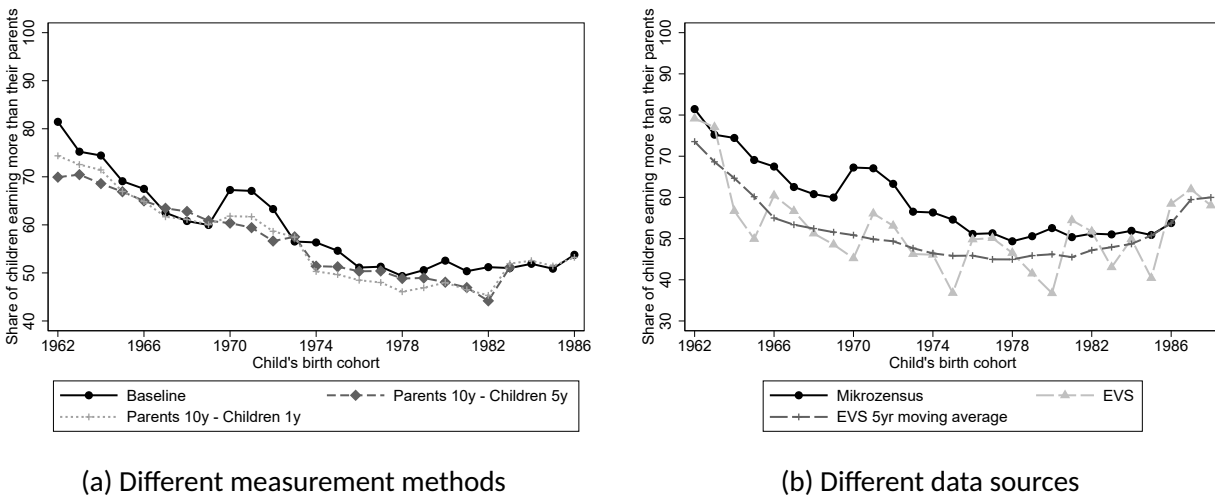 Share of children earning more than their parents
100
90
80
70
60
50
40
1962 1966 1970 1974 1978 1982 1986
Child's birth cohort
Baseline Parents 10y - Children 5y
Parents 10y - Children 1y
(a) Different measurement methods
Share of children earning more than their parents
100
90
80
70
60
50
40
30
1962 1966 1970 1974 1978 1982 1986
Child's birth cohort
Mikrozensus EVS
EVS 5yr moving average
(b) Different data sources